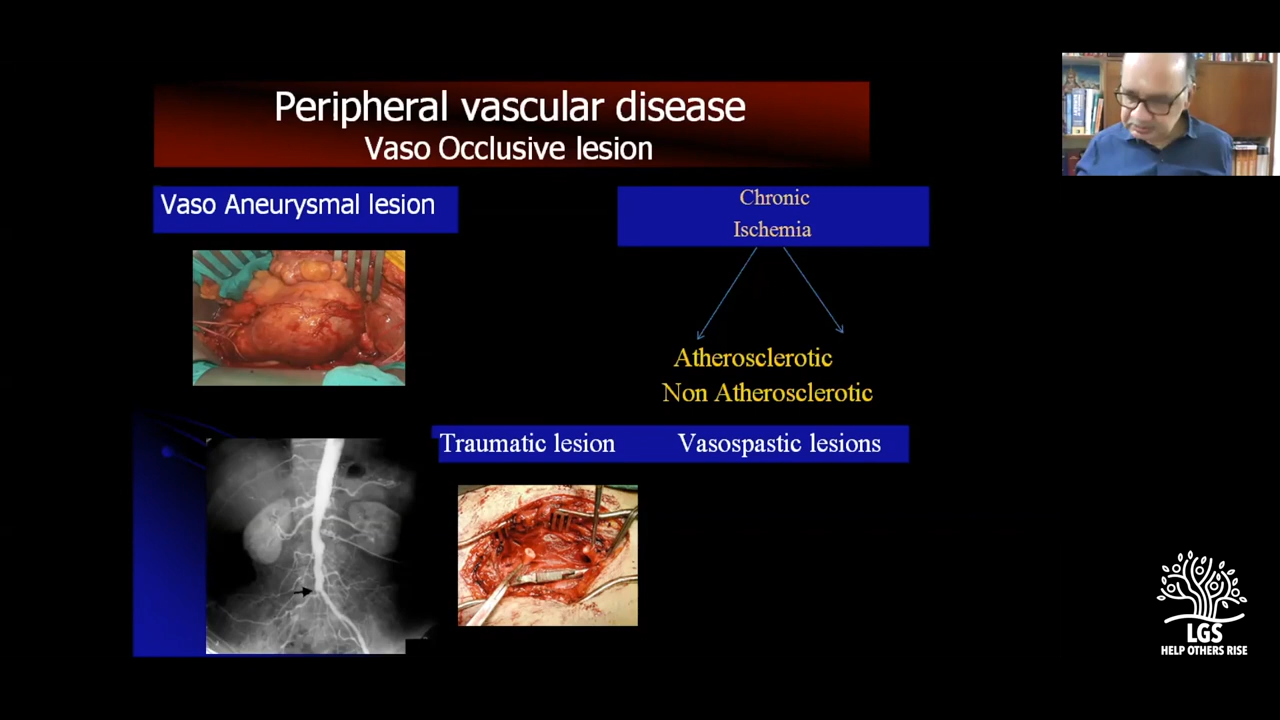 Peripheral vascular disease
Vaso Occlusive lesion
Vaso Aneurysmal lesion
Chronic
Ischemia
Atherosclerotic
Non Atherosclerotic
Traumatic lesion
Vasospastic lesions
LGS
HELP OTHERS RISE